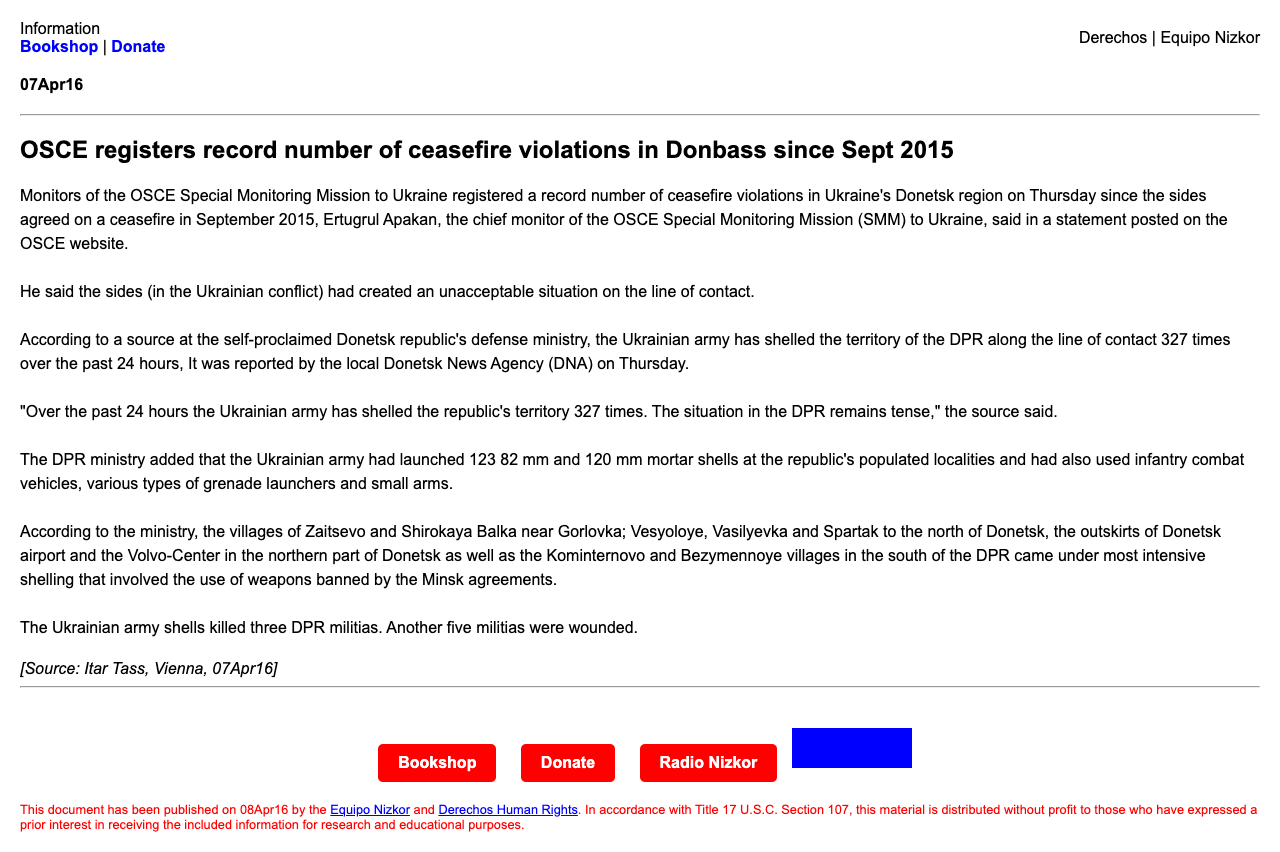 Information
Bookshop | Donate
Derechos | Equipo Nizkor
07Apr16
OSCE registers record number of ceasefire violations in Donbass since Sept 2015
Monitors of the OSCE Special Monitoring Mission to Ukraine registered a record number of ceasefire violations in Ukraine's Donetsk region on Thursday since the sides
agreed on a ceasefire in September 2015, Ertugrul Apakan, the chief monitor of the OSCE Special Monitoring Mission (SMM) to Ukraine, said in a statement posted on the
OSCE website.
He said the sides (in the Ukrainian conflict) had created an unacceptable situation on the line of contact.
According to a source at the self-proclaimed Donetsk republic's defense ministry, the Ukrainian army has shelled the territory of the DPR along the line of contact 327 times
over the past 24 hours, It was reported by the local Donetsk News Agency (DNA) on Thursday.
"Over the past 24 hours the Ukrainian army has shelled the republic's territory 327 times. The situation in the DPR remains tense," the source said.
The DPR ministry added that the Ukrainian army had launched 123 82 mm and 120 mm mortar shells at the republic's populated localities and had also used infantry combat
vehicles, various types of grenade launchers and small arms.
According to the ministry, the villages of Zaitsevo and Shirokaya Balka near Gorlovka; Vesyoloye, Vasilyevka and Spartak to the north of Donetsk, the outskirts of Donetsk
airport and the Volvo-Center in the northern part of Donetsk as well as the Kominternovo and Bezymennoye villages in the south of the DPR came under most intensive
shelling that involved the use of weapons banned by the Minsk agreements.
The Ukrainian army shells killed three DPR militias. Another five militias were wounded.
[Source: Itar Tass, Vienna, 07Apr16]
Bookshop Donate Radio Nizkor
This document has been published on 08Apr16 by the Equipo Nizkor and Derechos Human Rights. In accordance with Title 17 U.S.C. Section 107, this material is distributed without profit to those who have expressed a
prior interest in receiving the included information for research and educational purposes.